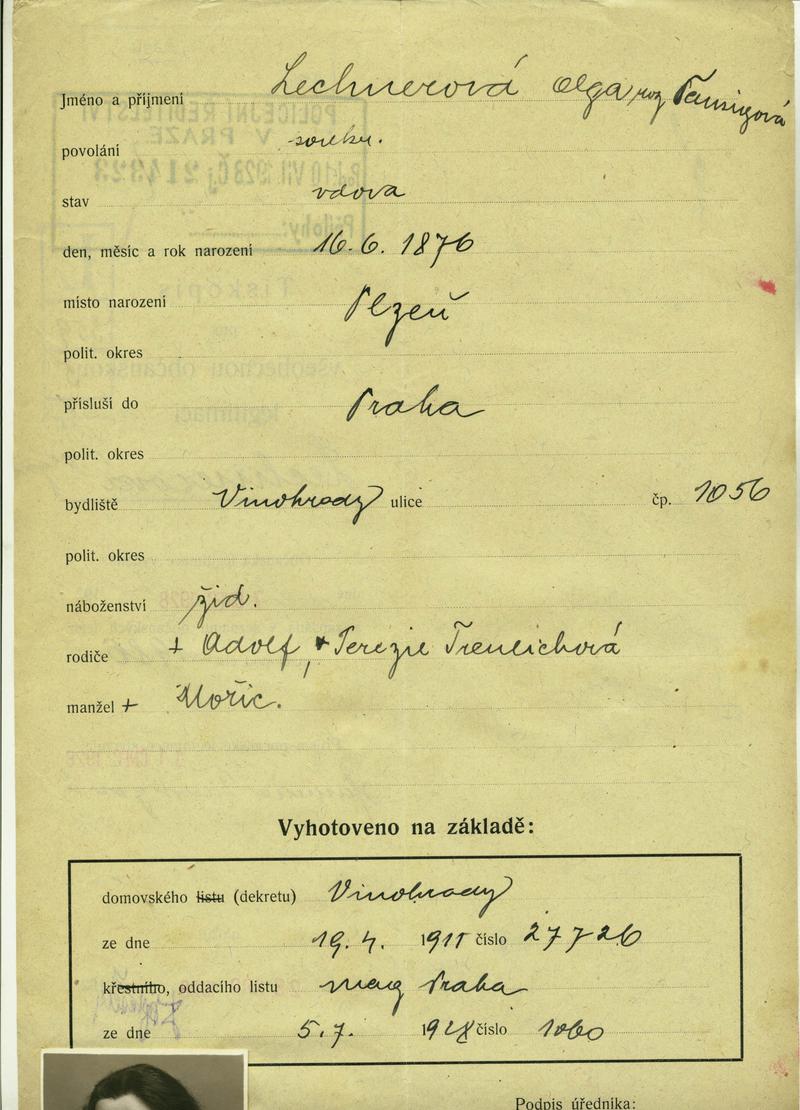 Jméno a příjmení Lechnerová Olga roz Taussigová
povolání soukr.
stav vdova
den, měsíc a rok narození 16. 6. 1876
místo narození Plzeň
polit. okres
přísluší do Praha
polit. okres
bydliště Vinohrady ulice čp. 1056
polit. okres
náboženství žid.
rodiče + Adolf, + Terezie
manžel + Mořic.
Vyhotoveno na základě:
domovského listu (dekretu) Vinohrady
ze dne 19. 4. 1911 číslo 27726
křestního, oddacího listu mag Praha
ze dne 5. 7. číslo 1060
Podpis úředníka: